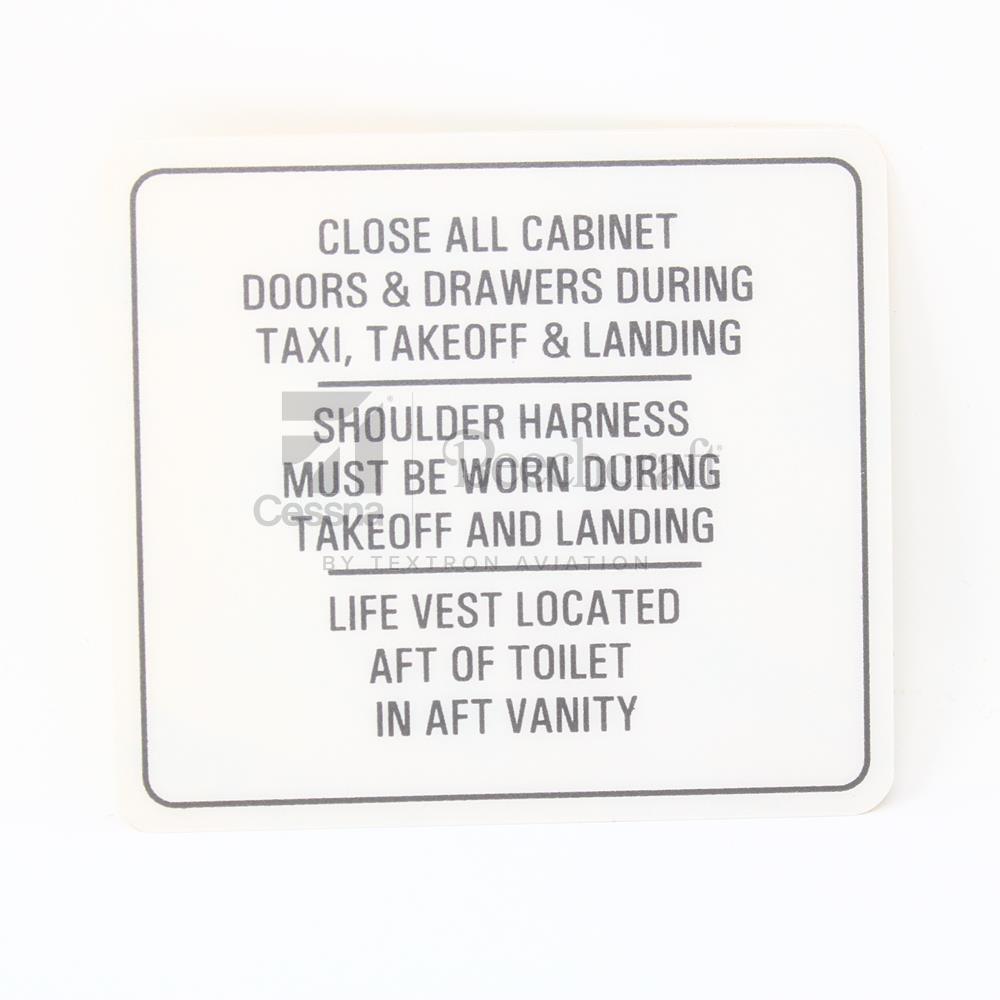 CLOSE ALL CABINET
DOORS & DRAWERS DURING
TAXI, TAKEOFF & LANDING
SHOULDER HARNESS
MUST BE WORN DURING
TAKEOFF AND LANDING
LIFE VEST LOCATED
AFT OF TOILET
IN AFT VANITY
Cessna
Beechcraft®
BY TEXTRON AVIATION